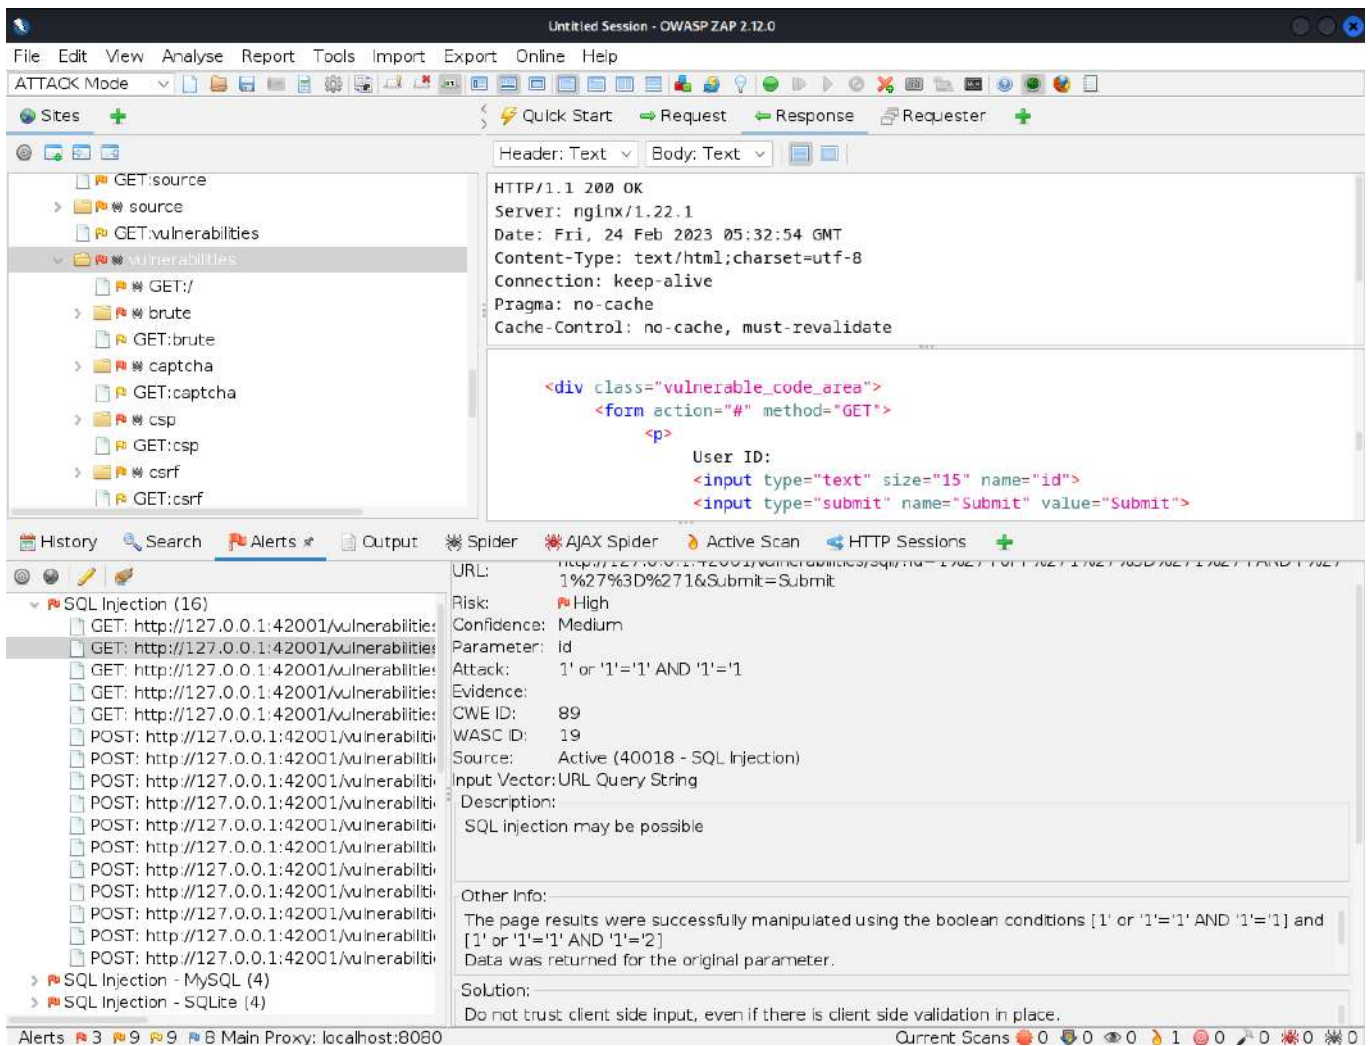 Untitled Session - OWASP ZAP 2.12.0
File Edit View Analyse Report Tools Import Export Online Help
ATTACK Mode
Sites
Quick Start Request Response Requester
Header: Text Body: Text
GET:source
source
GET:vulnerabilities
vulnerabilities
GET:/
brute
GET:brute
captcha
GET:captcha
csp
GET:csp
csrf
GET:csrf
HTTP/1.1 200 OK
Server: nginx/1.22.1
Date: Fri, 24 Feb 2023 05:32:54 GMT
Content-Type: text/html;charset=utf-8
Connection: keep-alive
Pragma: no-cache
Cache-Control: no-cache, must-revalidate
<div class="vulnerable_code_area">
<form action="#" method="GET">
<p>
User ID:
<input type="text" size="15" name="id">
<input type="submit" name="Submit" value="Submit">
History Search Alerts Output Spider AJAX Spider Active Scan HTTP Sessions
SQL Injection (16)
GET: http://127.0.0.1:42001/vulnerabilities
GET: http://127.0.0.1:42001/vulnerabilities
GET: http://127.0.0.1:42001/vulnerabilities
GET: http://127.0.0.1:42001/vulnerabilities
GET: http://127.0.0.1:42001/vulnerabilities
POST: http://127.0.0.1:42001/vulnerabiliti
POST: http://127.0.0.1:42001/vulnerabiliti
POST: http://127.0.0.1:42001/vulnerabiliti
POST: http://127.0.0.1:42001/vulnerabiliti
POST: http://127.0.0.1:42001/vulnerabiliti
POST: http://127.0.0.1:42001/vulnerabiliti
POST: http://127.0.0.1:42001/vulnerabiliti
POST: http://127.0.0.1:42001/vulnerabiliti
POST: http://127.0.0.1:42001/vulnerabiliti
POST: http://127.0.0.1:42001/vulnerabiliti
POST: http://127.0.0.1:42001/vulnerabiliti
SQL Injection - MySQL (4)
SQL Injection - SQLite (4)
URL:
1%27%3D%271&Submit=Submit
Risk: High
Confidence: Medium
Parameter: id
Attack: 1' or '1'='1' AND '1'='1
Evidence:
CWE ID: 89
WASC ID: 19
Source: Active (40018 - SQL Injection)
Input Vector: URL Query String
Description:
SQL injection may be possible
Other Info:
The page results were successfully manipulated using the boolean conditions [1' or '1'='1' AND '1'='1] and
[1' or '1'='1' AND '1'='2]
Data was returned for the original parameter.
Solution:
Do not trust client side input, even if there is client side validation in place.
Alerts 3 9 9 8 Main Proxy: localhost:8080 Current Scans 0 0 0 1 0 0 0 0